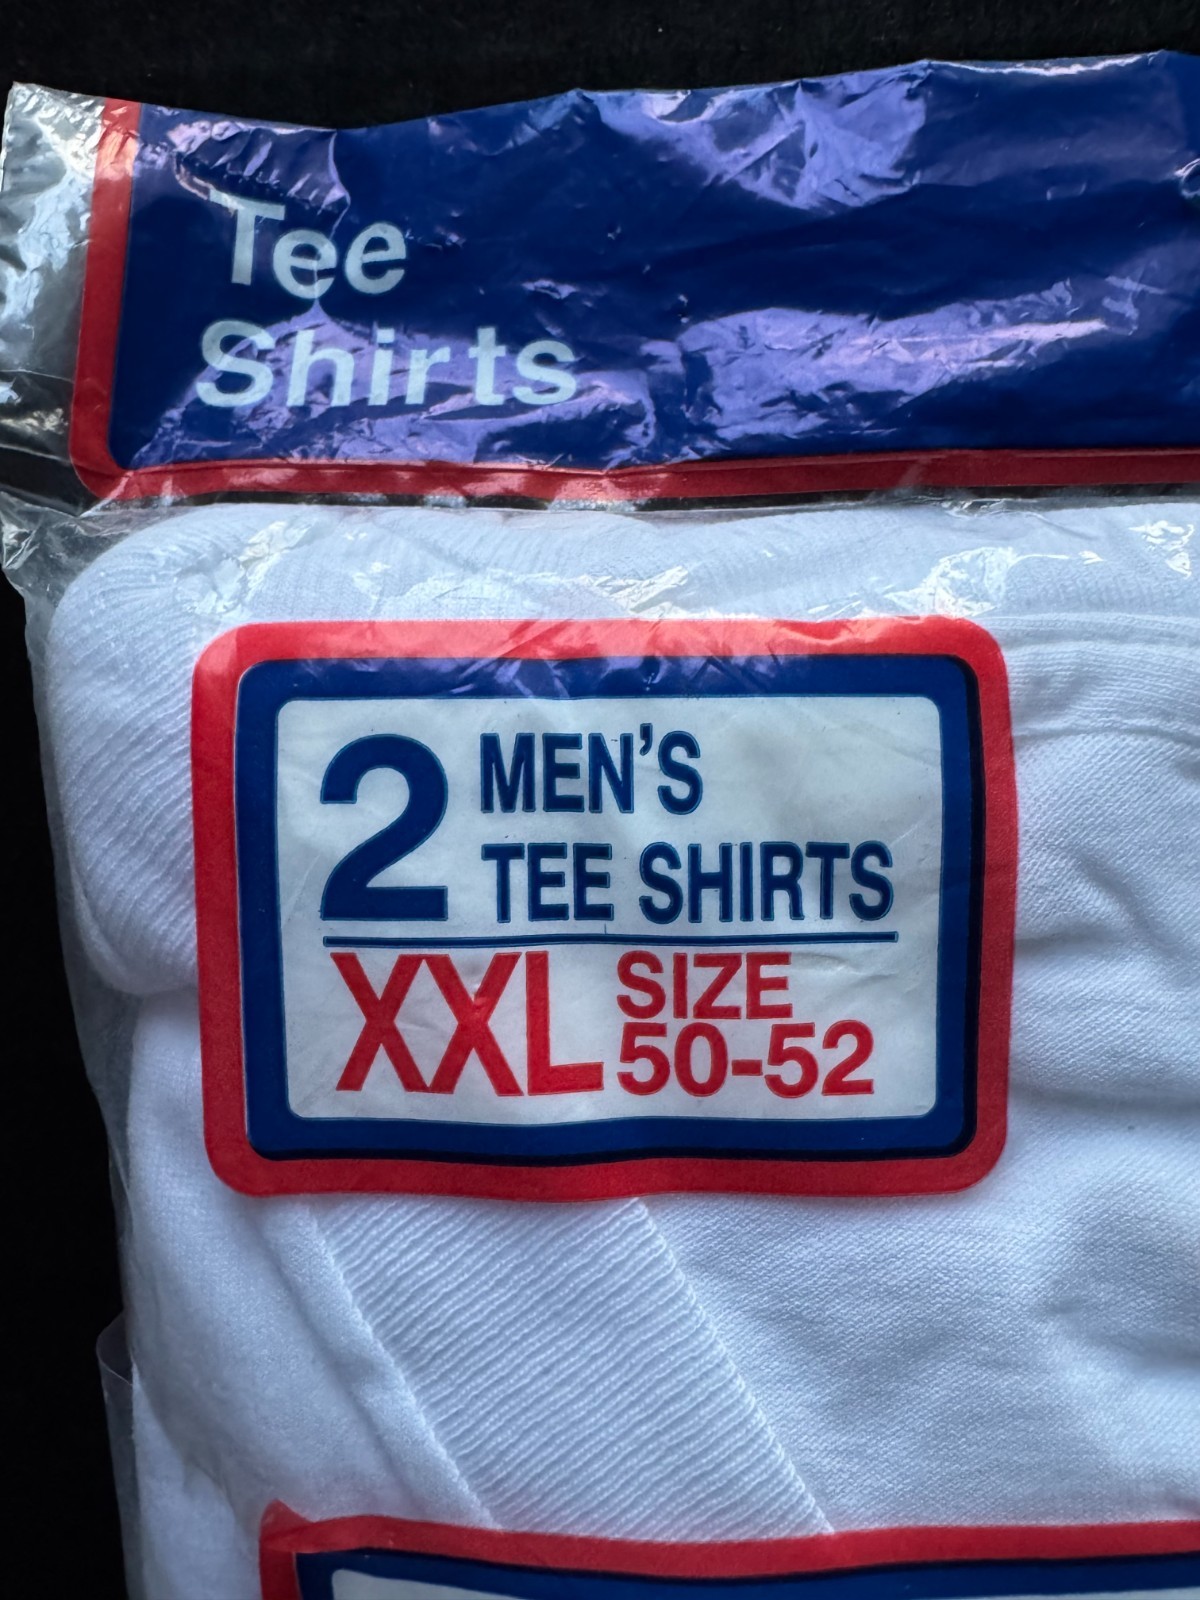 Tee
Shirts
2 MEN'S
TEE SHIRTS
XXL SIZE
50-52